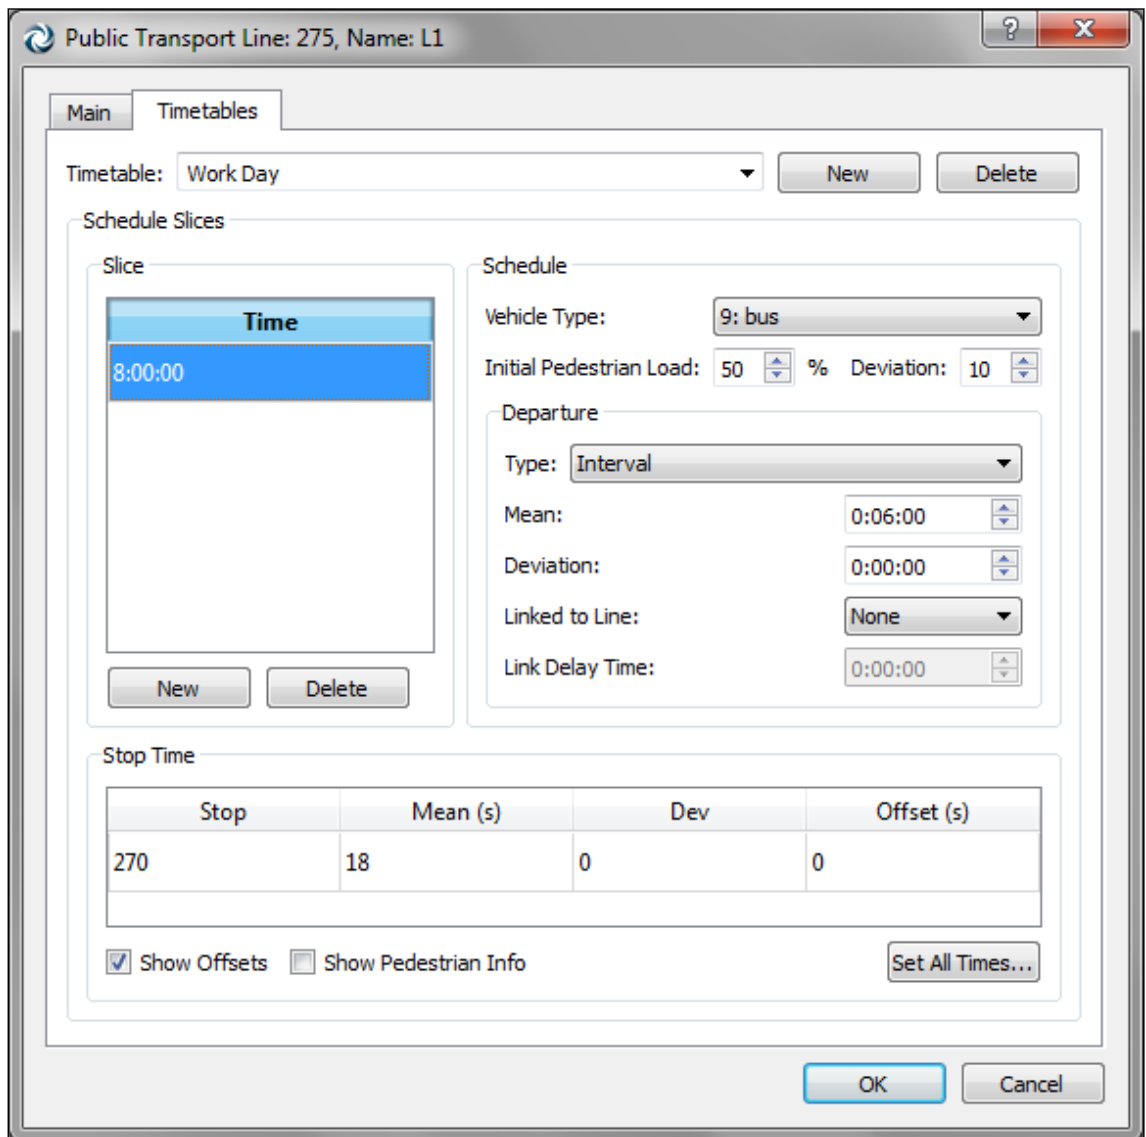 Public Transport Line: 275, Name: L1
Main Timetables
Timetable: Work Day New Delete
Schedule Slices
Slice
Time
8:00:00
New Delete
Schedule
Vehicle Type: 9: bus
Initial Pedestrian Load: 50 % Deviation: 10
Departure
Type: Interval
Mean: 0:06:00
Deviation: 0:00:00
Linked to Line: None
Link Delay Time: 0:00:00
Stop Time
Stop Mean (s) Dev Offset (s)
270 18 0 0
Show Offsets Show Pedestrian Info Set All Times...
OK Cancel